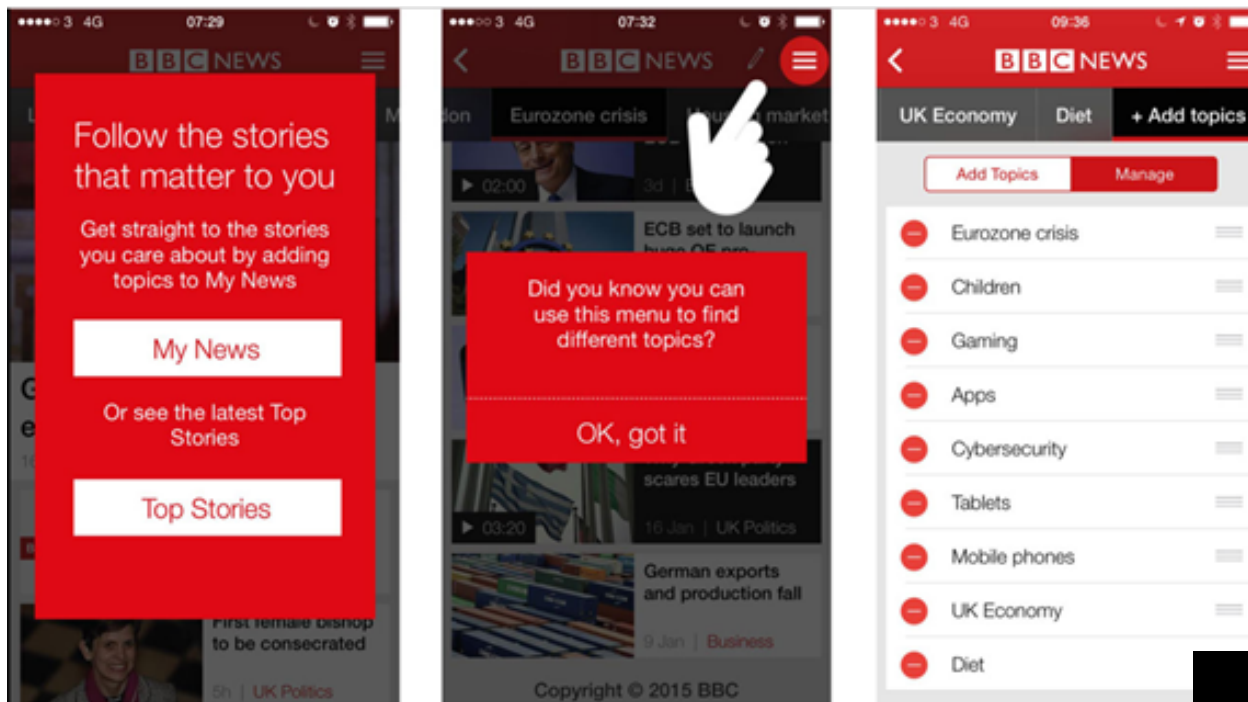 3 4G 07:29
BBC NEWS
Follow the stories
that matter to you
Get straight to the stories
you care about by adding
topics to My News
My News
Or see the latest Top
Stories
Top Stories
First female bishop
to be consecrated
5h | UK Politics
3 4G 07:32
BBC NEWS
don Eurozone crisis Housing market
02:00
3d
ECB set to launch
huge QE pro-
Did you know you can
use this menu to find
different topics?
OK, got it
scares EU leaders
03:20
16 Jan | UK Politics
German exports
and production fall
9 Jan | Business
Copyright © 2015 BBC
3 4G 09:36
BBC NEWS
UK Economy Diet + Add topics
Add Topics Manage
Eurozone crisis
Children
Gaming
Apps
Cybersecurity
Tablets
Mobile phones
UK Economy
Diet